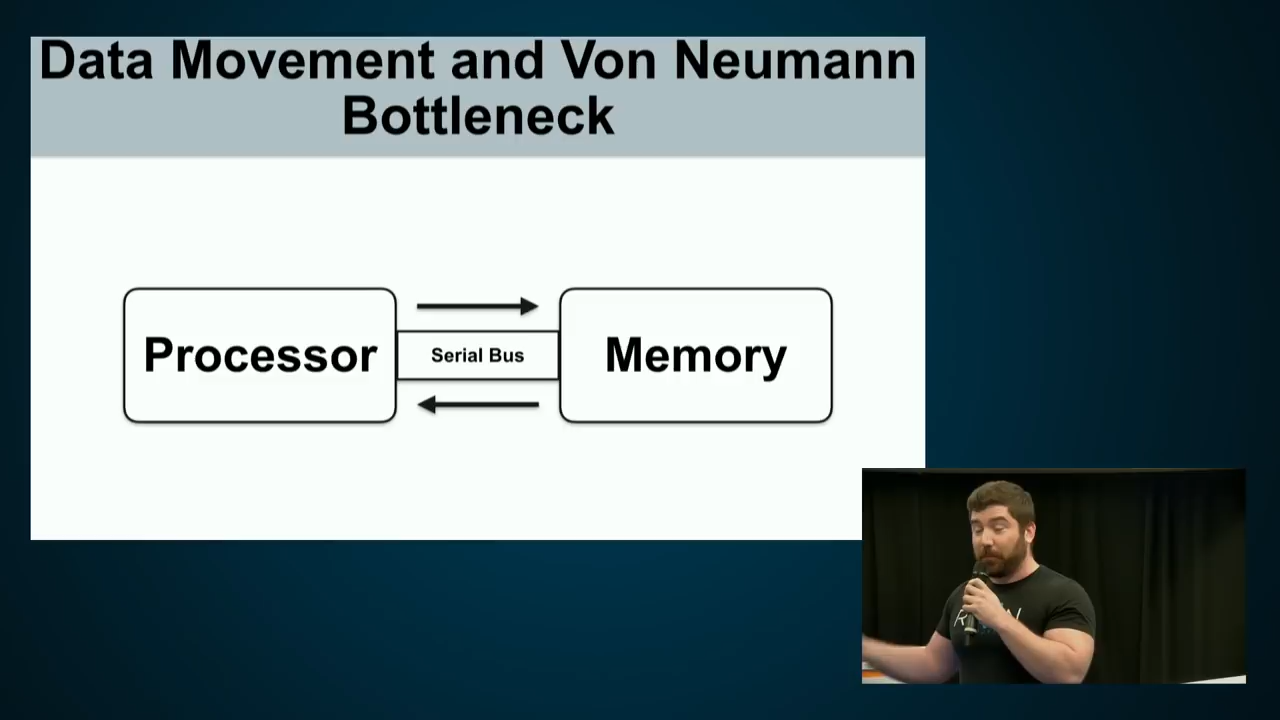 Data Movement and Von Neumann
Bottleneck
Processor
Serial Bus
Memory